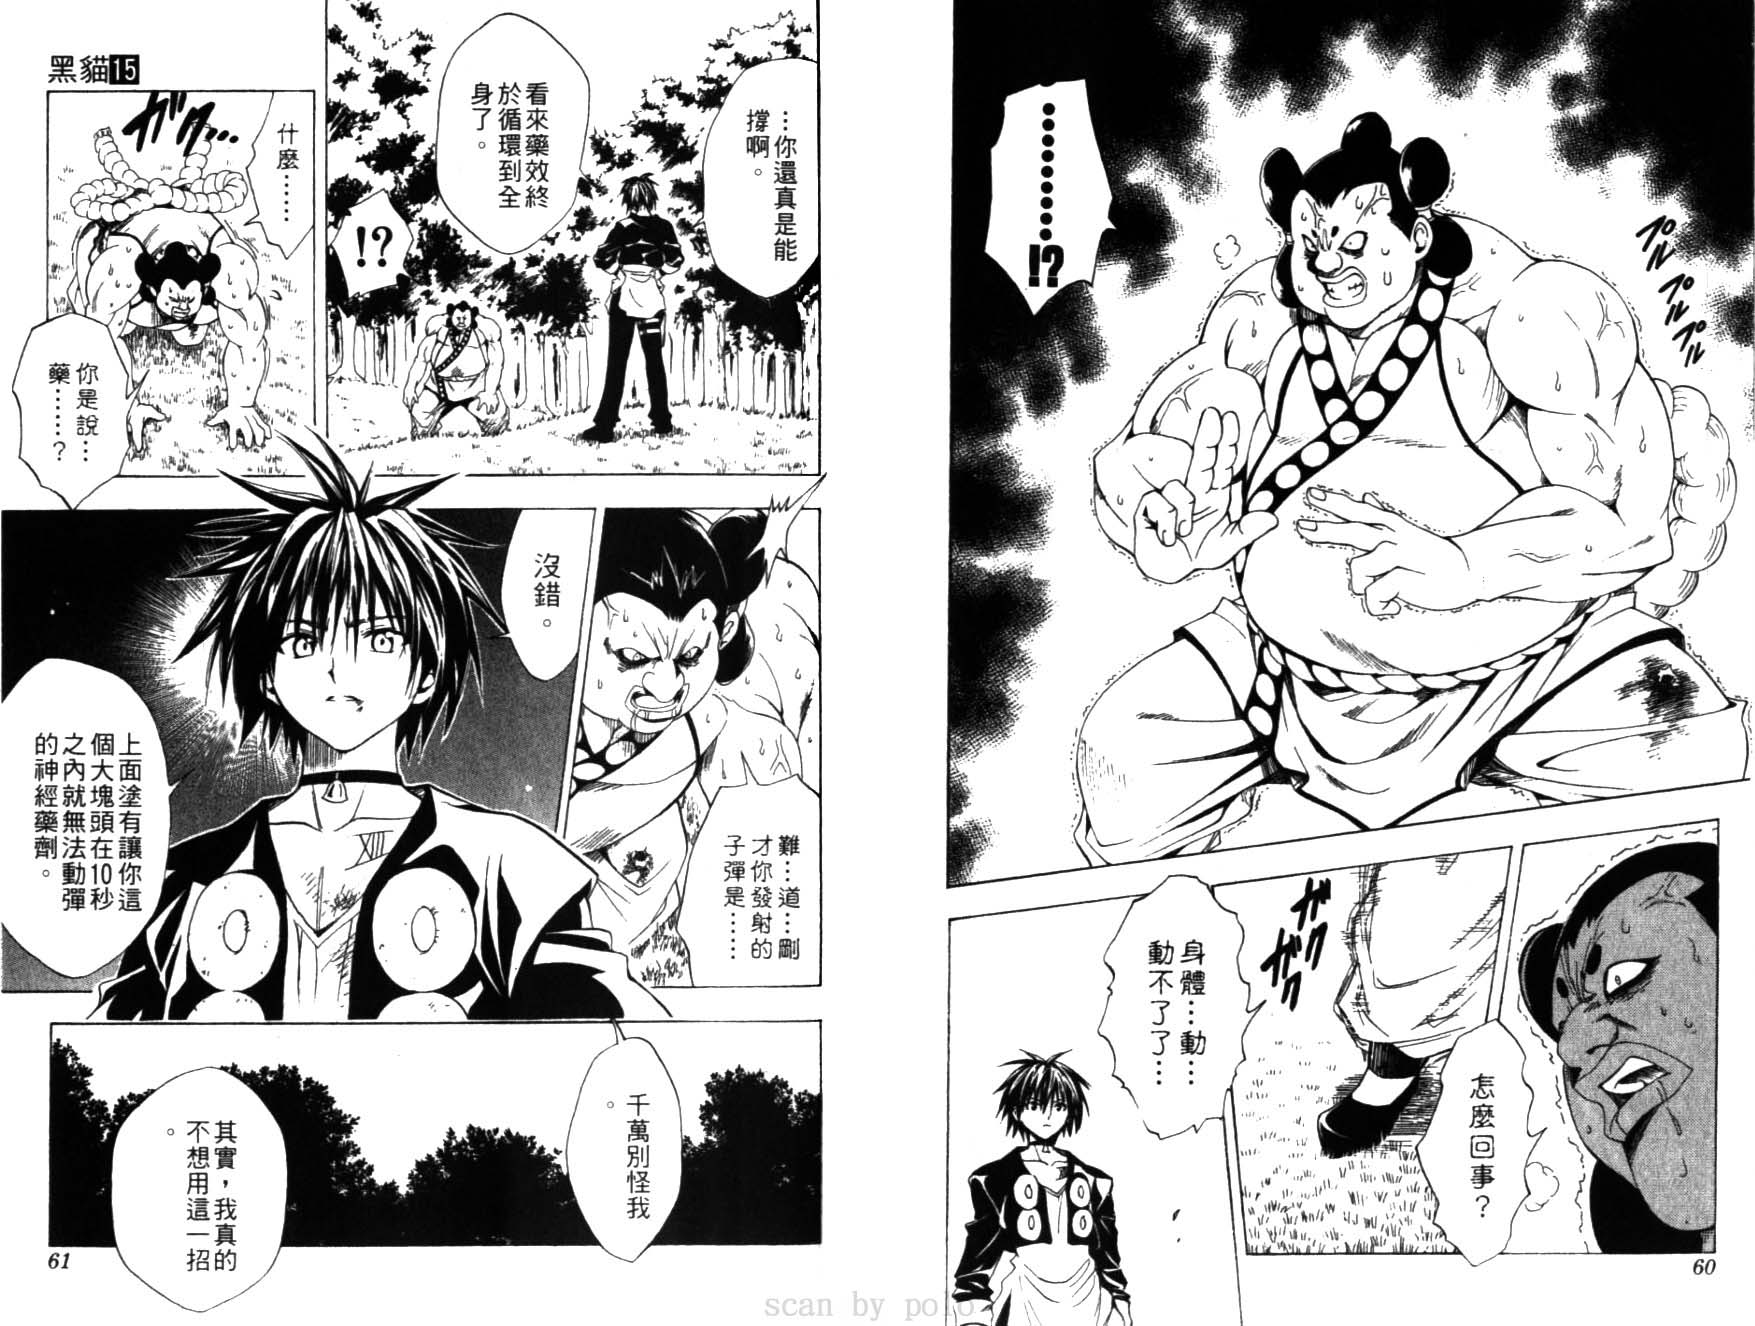 …………!?
プルプル
プルプル
怎麼回事？
ガク
ガク
身體…動…
動不了了…
60
黑貓15
…你還真是能
撐啊。
看來藥效終
於循環到全
身了。
!?
什麼……
ガク…
你是說…
藥……？
難…道…剛
才你發射的
子彈是……
沒錯。
上面塗有讓你這
個大塊頭在10秒
之內就無法動彈
的神經藥劑。
千萬別怪我
。
其實，我真的
不想用這一招
。
61
scan by polo